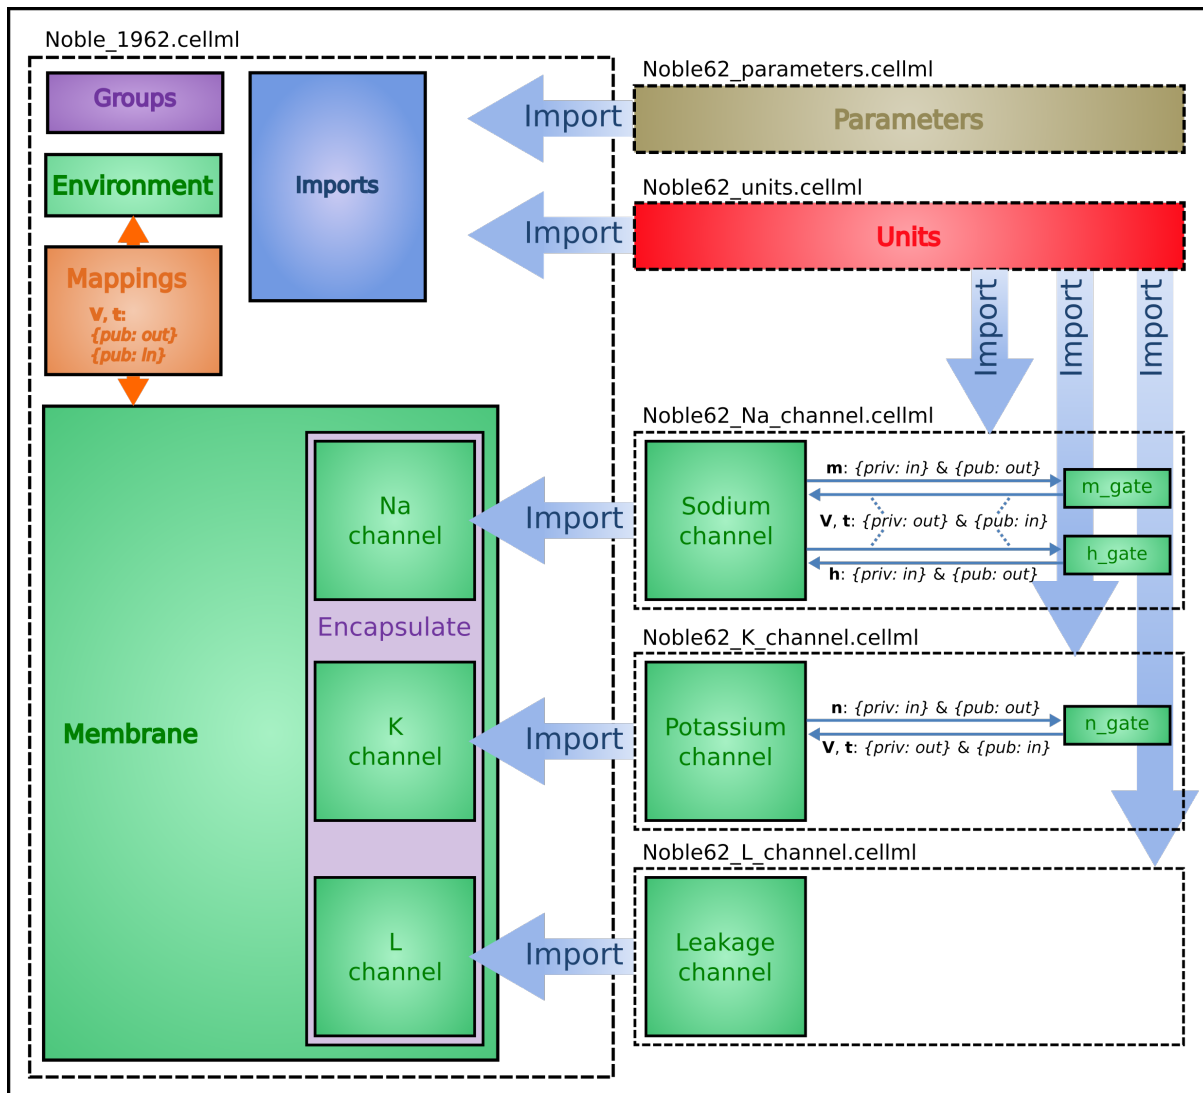 Noble_1962.cellml
Groups
Environment
Mappings
V, t:
{pub: out}
{pub: in}
Imports
Membrane
Na
channel
Encapsulate
K
channel
L
channel
Noble62_parameters.cellml
Import
Parameters
Noble62_units.cellml
Import
Units
Import
Import
Import
Noble62_Na_channel.cellml
Import
Sodium
channel
m: {priv: in} & {pub: out}
V, t: {priv: out} & {pub: in}
h: {priv: in} & {pub: out}
m_gate
h_gate
Noble62_K_channel.cellml
Import
Potassium
channel
n: {priv: in} & {pub: out}
V, t: {priv: out} & {pub: in}
n_gate
Noble62_L_channel.cellml
Import
Leakage
channel